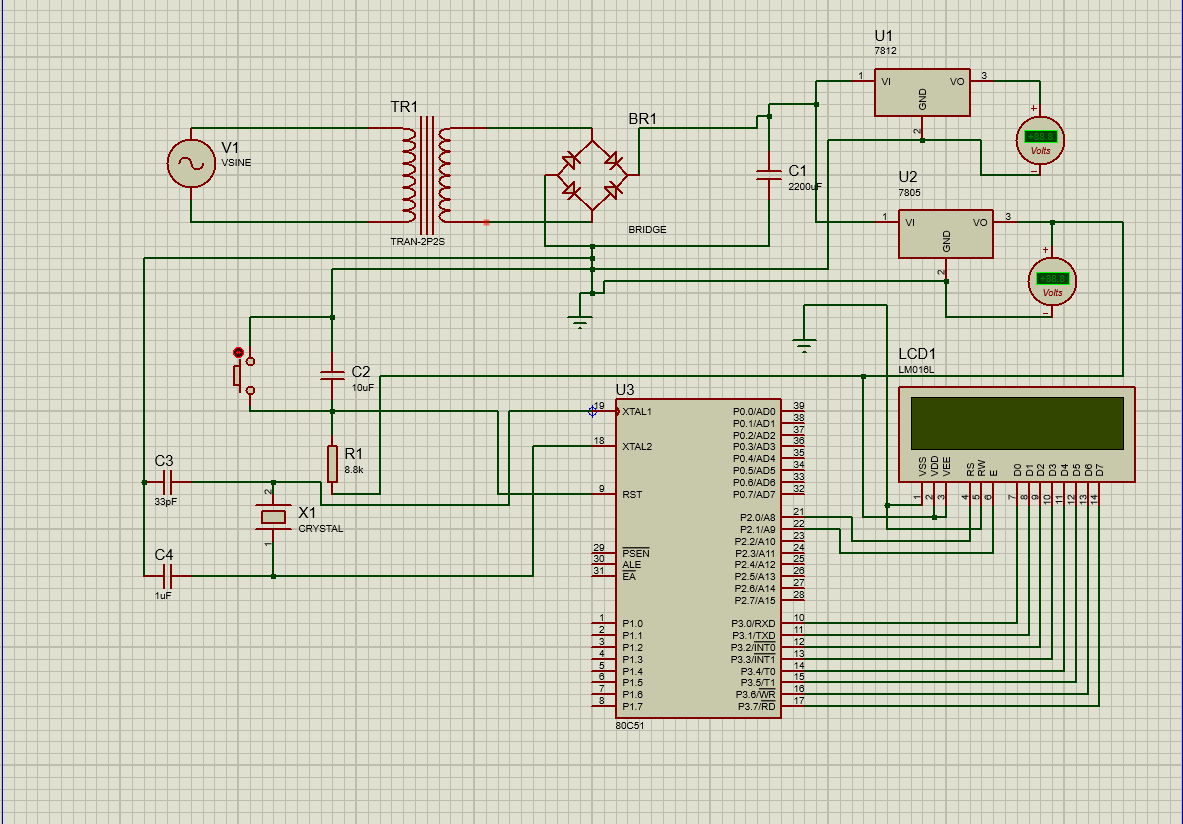 U1
7812
1
VI
VO
3
GND
2
+88.8
Volts
TR1
TRAN-2P2S
V1
VSINE
BR1
BRIDGE
C1
2200uF
U2
7805
1
VI
VO
3
GND
2
+88.8
Volts
C2
10uF
R1
8.8k
C3
33pF
2
X1
CRYSTAL
1
C4
1uF
LCD1
LM016L
VSS
VDD
VEE
RS
RW
E
D0
D1
D2
D3
D4
D5
D6
D7
1
2
3
4
5
6
7
8
9
10
11
12
13
14
U3
19 XTAL1
18 XTAL2
9 RST
29 PSEN
30 ALE
31 EA
1 P1.0
2 P1.1
3 P1.2
4 P1.3
5 P1.4
6 P1.5
7 P1.6
8 P1.7
P0.0/AD0 39
P0.1/AD1 38
P0.2/AD2 37
P0.3/AD3 36
P0.4/AD4 35
P0.5/AD5 34
P0.6/AD6 33
P0.7/AD7 32
P2.0/A8 21
P2.1/A9 22
P2.2/A10 23
P2.3/A11 24
P2.4/A12 25
P2.5/A13 26
P2.6/A14 27
P2.7/A15 28
P3.0/RXD 10
P3.1/TXD 11
P3.2/INT0 12
P3.3/INT1 13
P3.4/T0 14
P3.5/T1 15
P3.6/WR 16
P3.7/RD 17
80C51